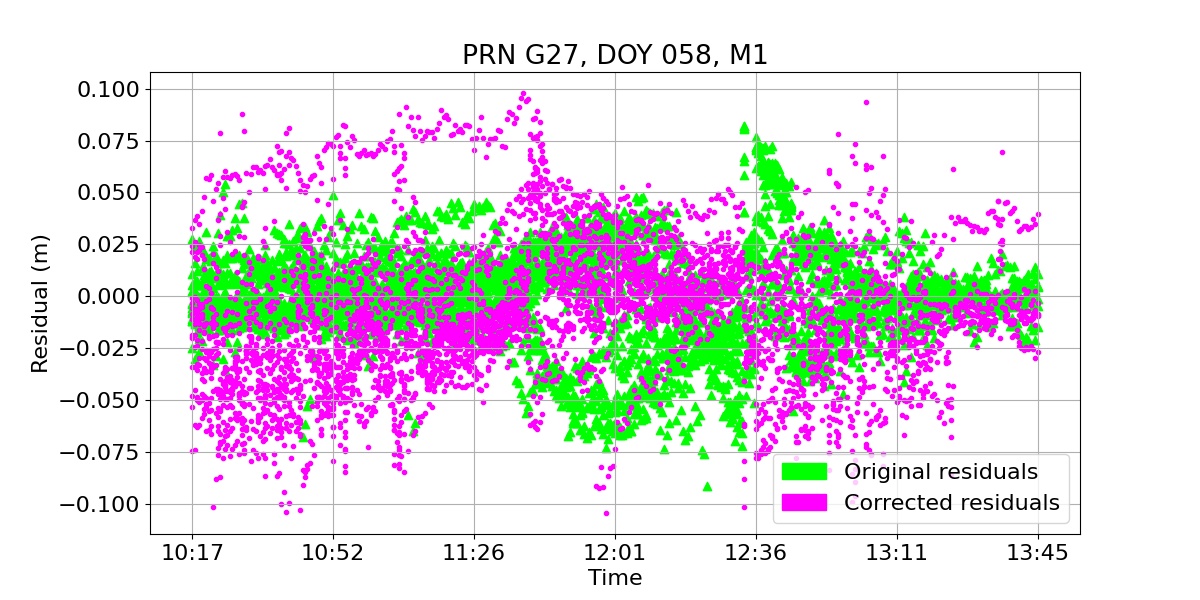 PRN G27, DOY 058, M1
Residual (m)
0.100
0.075
0.050
0.025
0.000
−0.025
−0.050
−0.075
−0.100
Original residuals
Corrected residuals
10:17 10:52 11:26 12:01 12:36 13:11 13:45
Time